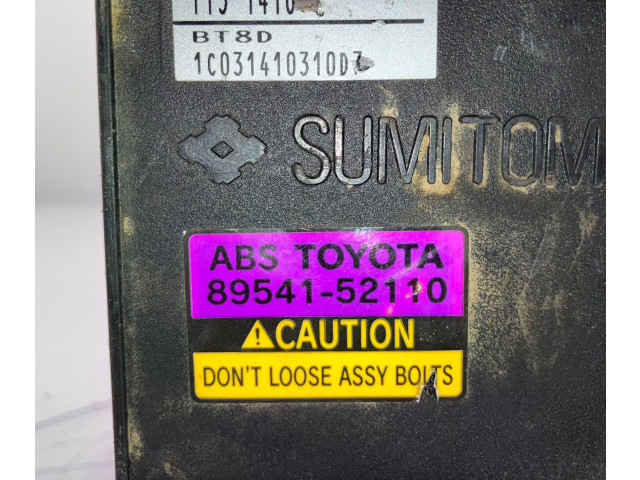 BT8D
1C031410310D7
SUMITOM
ABS TOYOTA
89541-52110
CAUTION
DON'T LOOSE ASSY BOLTS